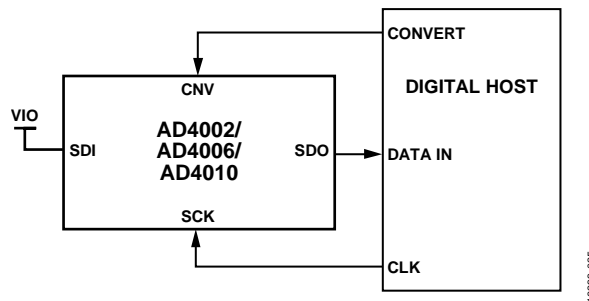 CONVERT
DIGITAL HOST
CNV
VIO
AD4002/
AD4006/
AD4010
SDI
SDO
DATA IN
SCK
CLK